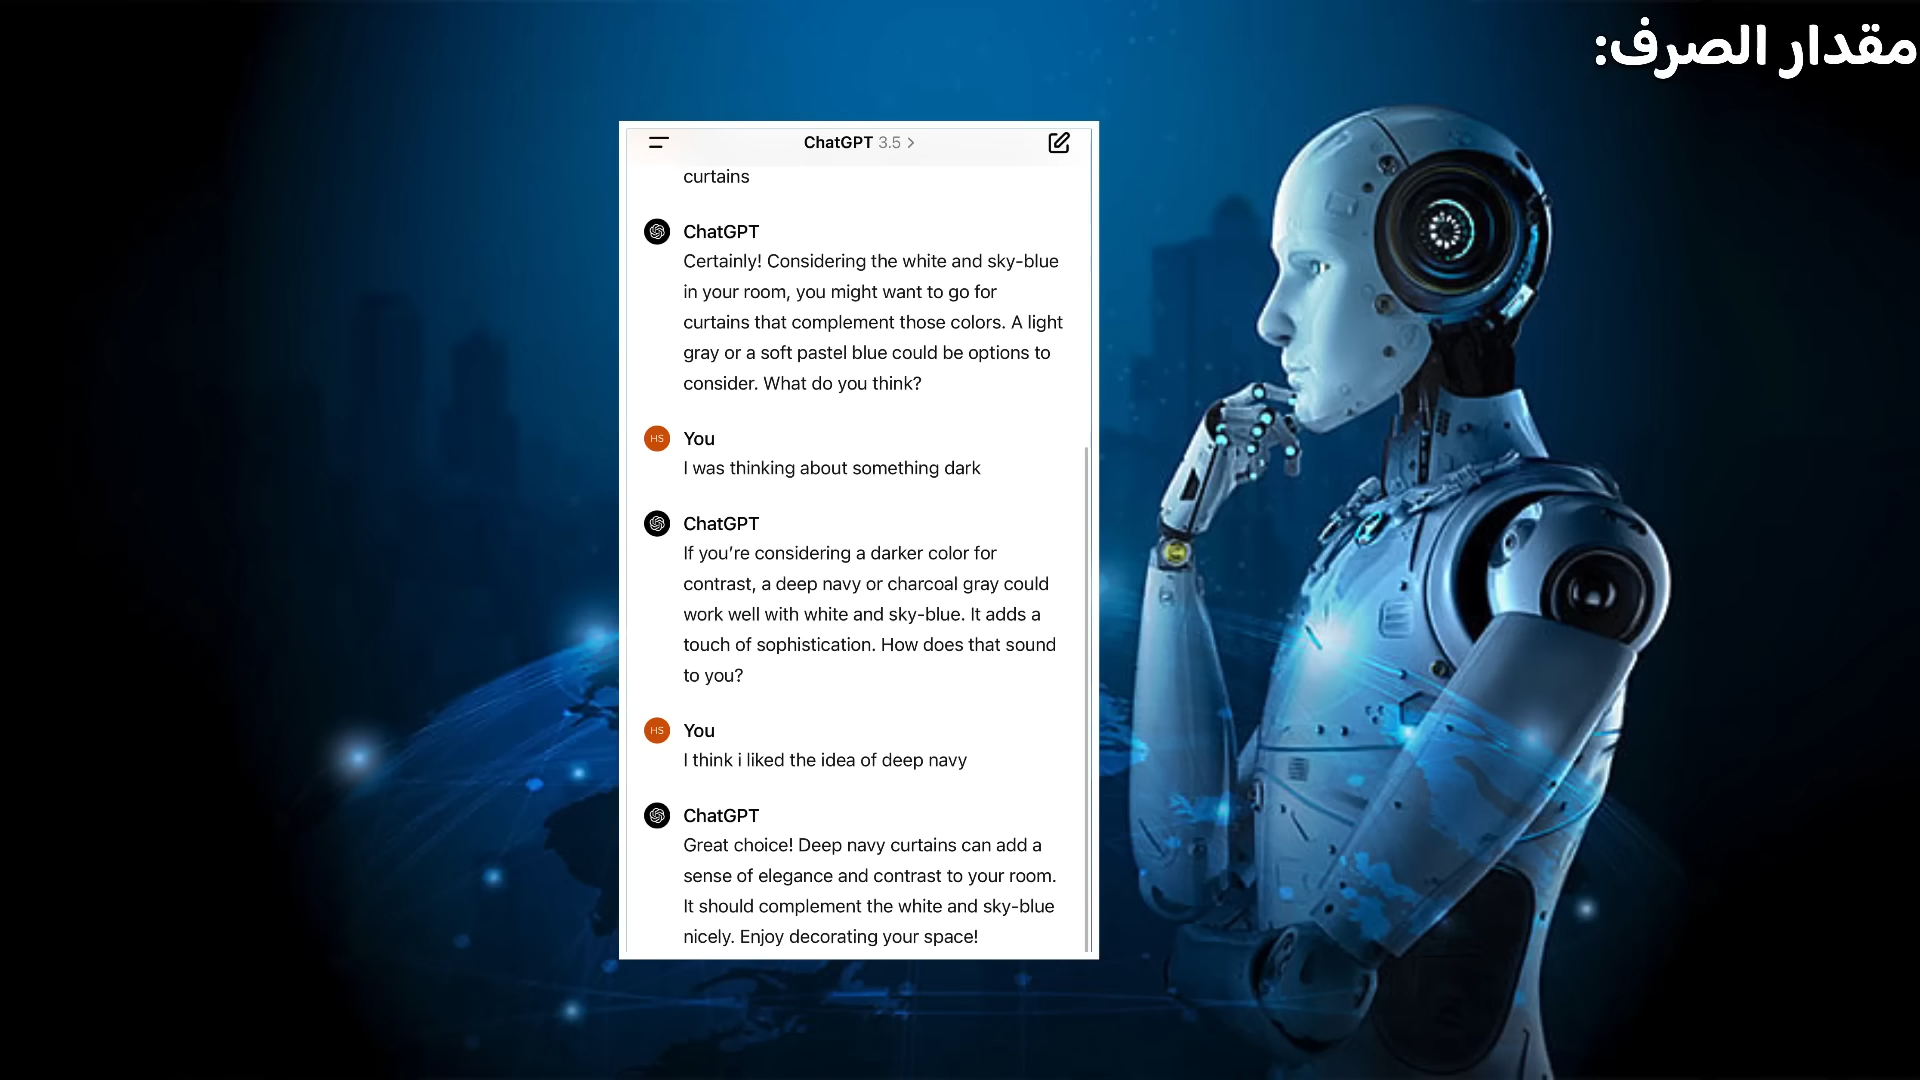 مقدار الصرف:
ChatGPT 3.5 >
curtains
ChatGPT
Certainly! Considering the white and sky-blue
in your room, you might want to go for
curtains that complement those colors. A light
gray or a soft pastel blue could be options to
consider. What do you think?
HS You
I was thinking about something dark
ChatGPT
If you’re considering a darker color for
contrast, a deep navy or charcoal gray could
work well with white and sky-blue. It adds a
touch of sophistication. How does that sound
to you?
HS You
I think i liked the idea of deep navy
ChatGPT
Great choice! Deep navy curtains can add a
sense of elegance and contrast to your room.
It should complement the white and sky-blue
nicely. Enjoy decorating your space!